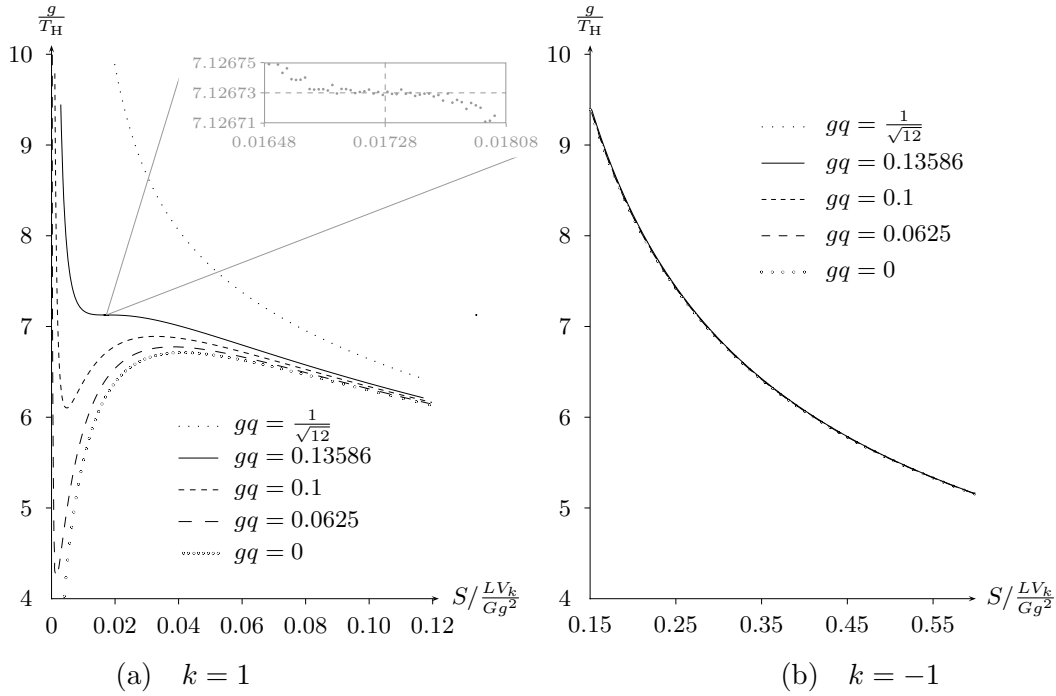 g/T_H
10
9
8
7
6
5
4
0
0.02
0.04
0.06
0.08
0.10
0.12
S/ LV_k/Gg²
7.12675
7.12673
7.12671
0.01648
0.01728
0.01808
gq = 1/√12
gq = 0.13586
gq = 0.1
gq = 0.0625
gq = 0
(a) k = 1
g/T_H
10
9
8
7
6
5
4
0.15
0.25
0.35
0.45
0.55
S/ LV_k/Gg²
gq = 1/√12
gq = 0.13586
gq = 0.1
gq = 0.0625
gq = 0
(b) k = −1